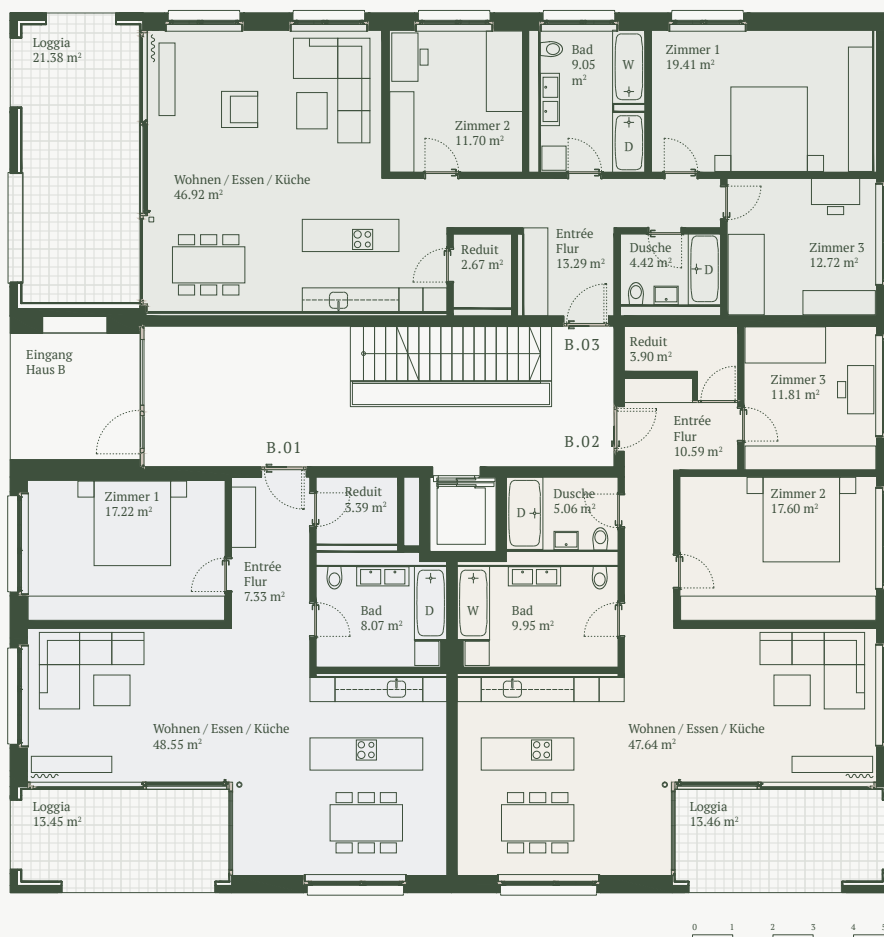 Loggia
21.38 m²
Wohnen / Essen / Küche
46.92 m²
Zimmer 2
11.70 m²
Bad
9.05
m²
W
D
Zimmer 1
19.41 m²
Reduit
2.67 m²
Entrée
Flur
13.29 m²
Dusche
4.42 m²
D
Zimmer 3
12.72 m²
Eingang
Haus B
B.03
B.02
B.01
Reduit
3.90 m²
Zimmer 3
11.81 m²
Entrée
Flur
10.59 m²
Zimmer 1
17.22 m²
Reduit
3.39 m²
Entrée
Flur
7.33 m²
D
Dusche
5.06 m²
Zimmer 2
17.60 m²
Bad
8.07 m²
D
W
Bad
9.95 m²
Wohnen / Essen / Küche
48.55 m²
Wohnen / Essen / Küche
47.64 m²
Loggia
13.45 m²
Loggia
13.46 m²
0 1 2 3 4 5